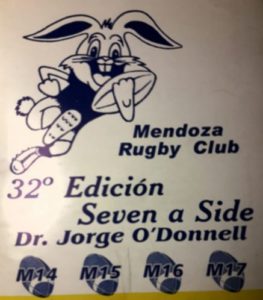 Mendoza
Rugby Club
32º Edición
Seven a Side
Dr. Jorge O'Donnell
M14 M15 M16 M17